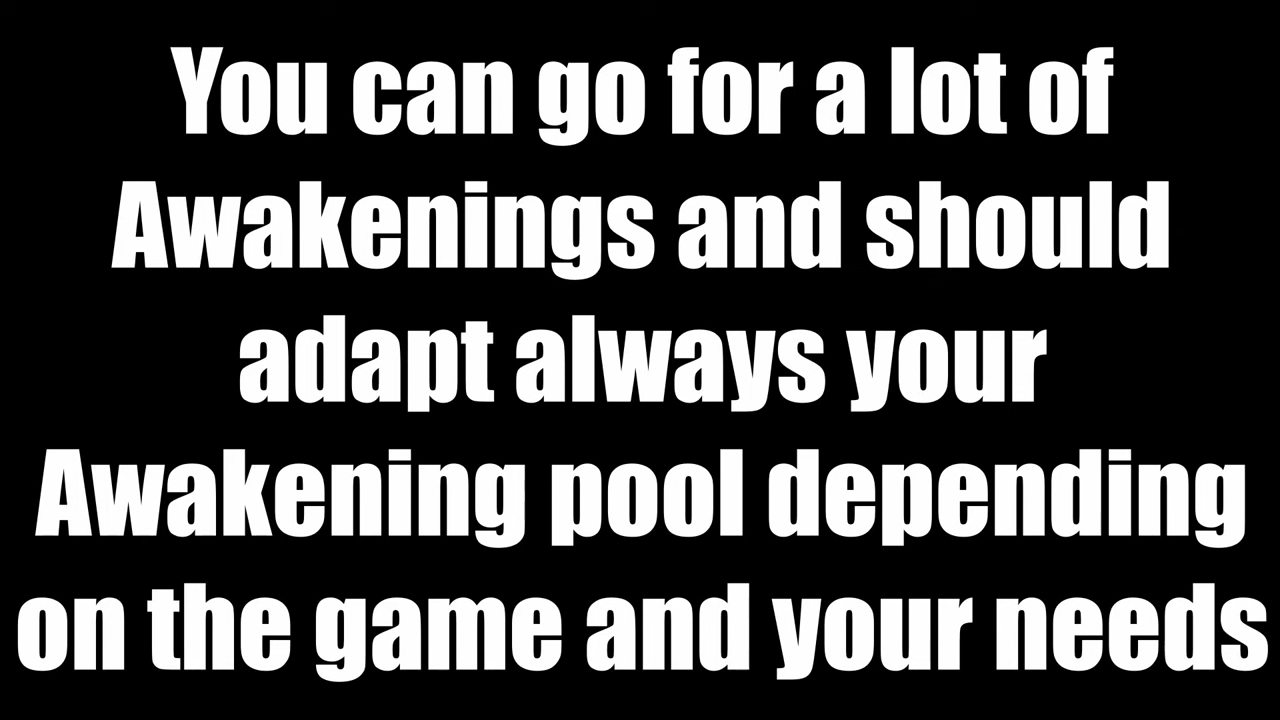 You can go for a lot of
Awakenings and should
adapt always your
Awakening pool depending
on the game and your needs